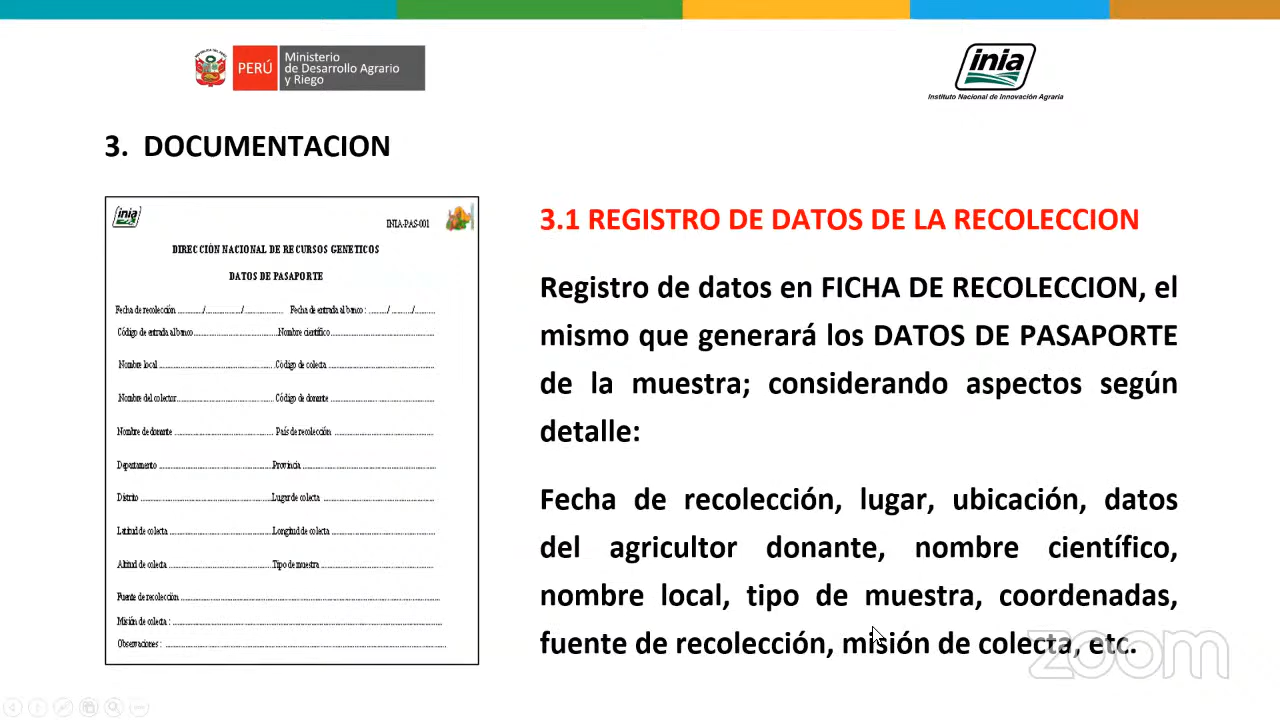 PERÚ
Ministerio
de Desarrollo Agrario
y Riego
inia
Instituto Nacional de Innovación Agraria
3. DOCUMENTACION
inia
INIA-PAS-001
DIRECCIÓN NACIONAL DE RECURSOS GENETICOS
DATOS DE PASAPORTE
Fecha de recolección ........../.............../................ Fecha de entrada al banco : ......../ ......../........
Código de entrada al banco.................................Nombre científico........................................
Nombre local ............................................. Código de colecta .........................................
Nombre del colector...................................... Código de donante ........................................
Nombre de donante ...................................... País de recolección .......................................
Departamento .............................................Provincia ....................................................
Distrito .....................................................Lugar de colecta ...........................................
Latitud de colecta .........................................Longitud de colecta ........................................
Altitud de colecta ......................................... Tipo de muestra ............................................
Fuente de recolección ........................................................................................................
Misión de colecta : ............................................................................................................
Observaciones : ................................................................................................................
3.1 REGISTRO DE DATOS DE LA RECOLECCION
Registro de datos en FICHA DE RECOLECCION, el
mismo que generará los DATOS DE PASAPORTE
de la muestra; considerando aspectos según
detalle:
Fecha de recolección, lugar, ubicación, datos
del agricultor donante, nombre científico,
nombre local, tipo de muestra, coordenadas,
fuente de recolección, misión de colecta, etc.
zoom